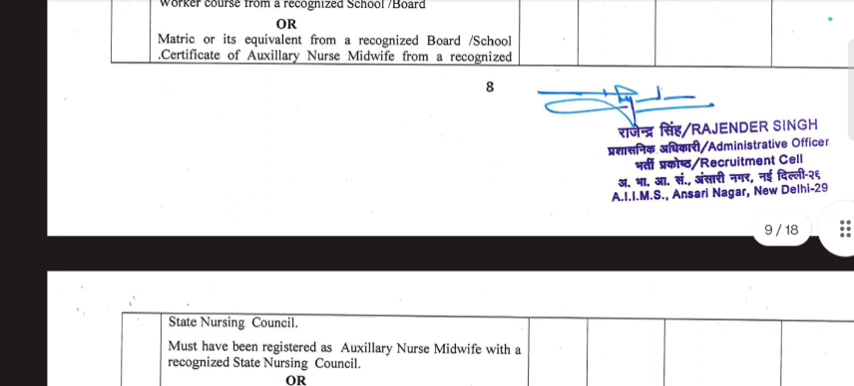 worker course from a recognized School /Board
OR
Matric or its equivalent from a recognized Board /School
.Certificate of Auxillary Nurse Midwife from a recognized
8
राजेन्द्र सिंह/RAJENDER SINGH
प्रशासनिक अधिकारी/Administrative Officer
भर्ती प्रकोष्ठ/Recruitment Cell
अ. भा. आ. सं., अंसारी नगर, नई दिल्ली-२६
A.I.I.M.S., Ansari Nagar, New Delhi-29
9 / 18
State Nursing Council.
Must have been registered as Auxillary Nurse Midwife with a
recognized State Nursing Council.
OR